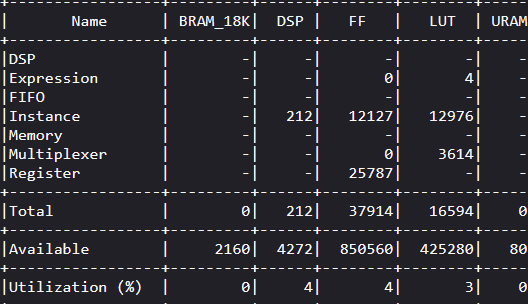 +-----------------+---------+------+--------+--------+-----
| Name | BRAM_18K| DSP | FF | LUT | URAM
+-----------------+---------+------+--------+--------+-----
|DSP | -| -| -| -| -
|Expression | -| -| 0| 4| -
|FIFO | -| -| -| -| -
|Instance | -| 212| 12127| 12976| -
|Memory | -| -| -| -| -
|Multiplexer | -| -| 0| 3614| -
|Register | -| -| 25787| -| -
+-----------------+---------+------+--------+--------+-----
|Total | 0| 212| 37914| 16594| 0
+-----------------+---------+------+--------+--------+-----
|Available | 2160| 4272| 850560| 425280| 80
+-----------------+---------+------+--------+--------+-----
|Utilization (%) | 0| 4| 4| 3| 0